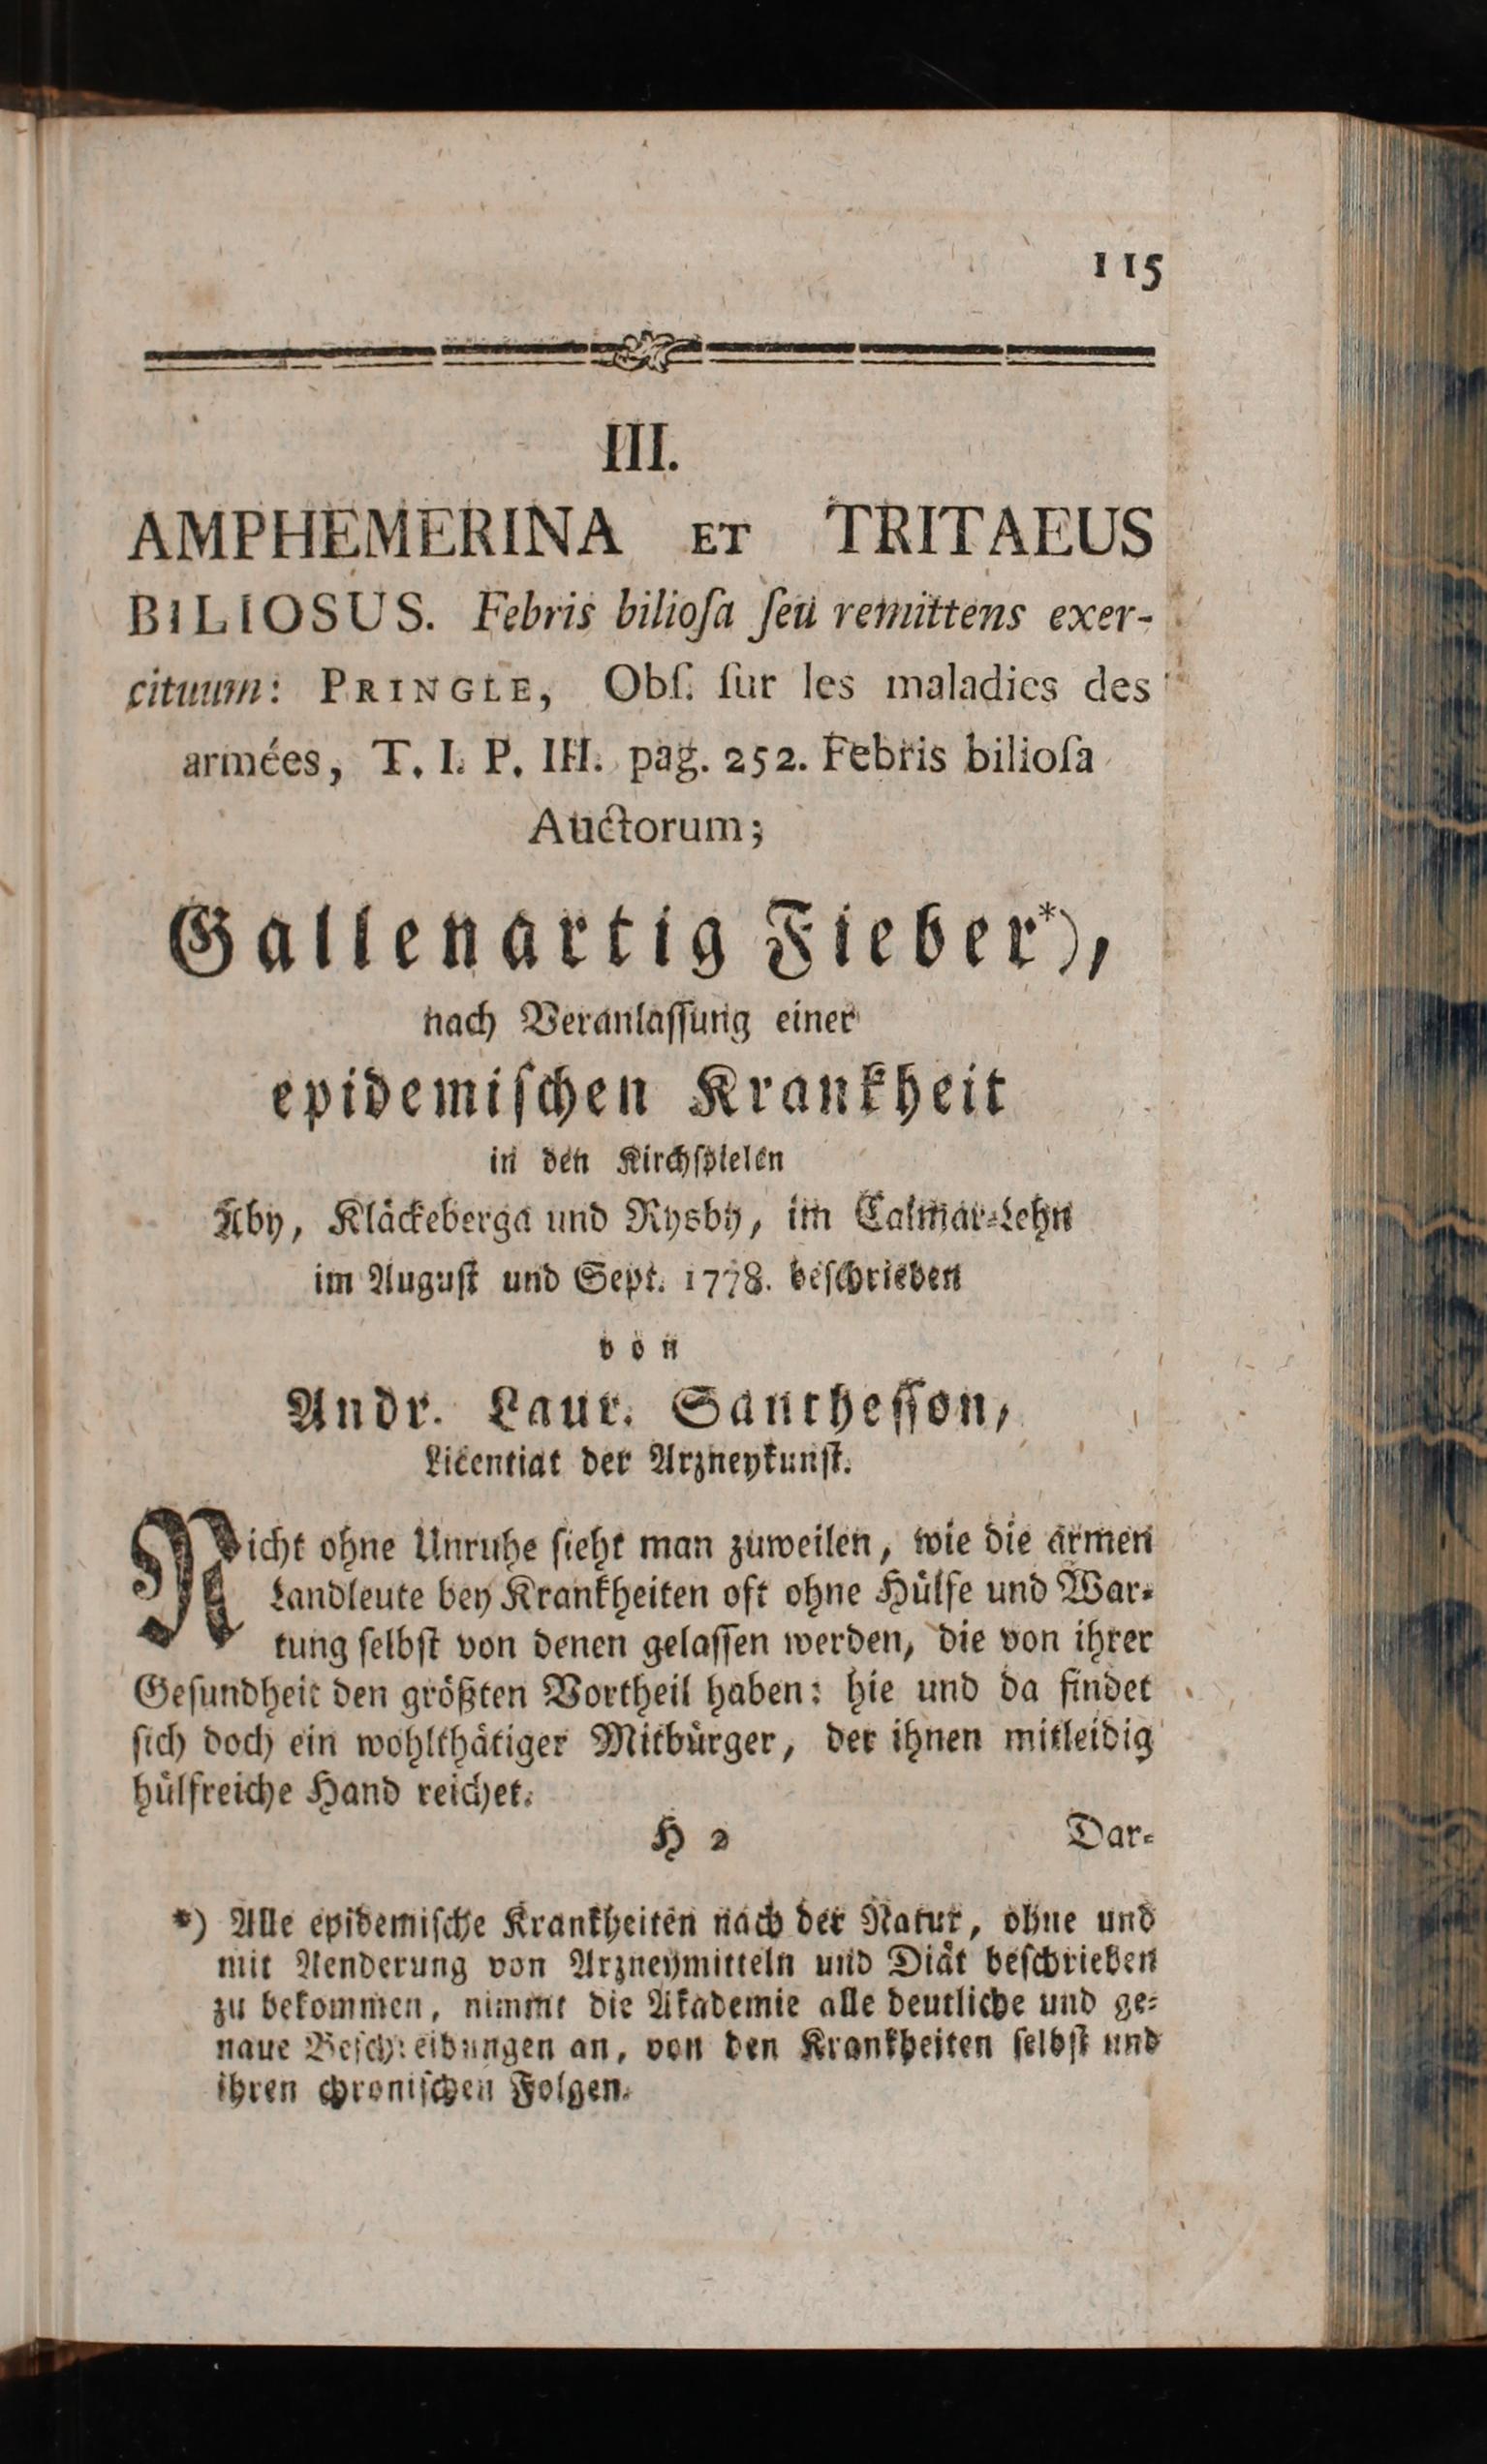 115
III.
AMPHEMERINA ET TRITAEUS
BILIOSUS. Febris bilioſa ſeu remittens exer-
cituum: PRINGLE, Obſ. ſur les maladies des
armées, T. I. P. III. pag. 252. Febris bilioſa
Auctorum;
Gallenartig Fieber*),
nach Veranlaſſung einer
epidemiſchen Krankheit
in den Kirchſpielen
Åby, Kläckeberga und Rysby, im Calmar-Lehn
im Auguſt und Sept. 1778. beſchrieben
von
Andr. Laur. Santheſſon,
Licentiat der Arzneykunſt.
Nicht ohne Unruhe ſieht man zuweilen, wie die armen
Landleute bey Krankheiten oft ohne Hülfe und War-
tung ſelbſt von denen gelaſſen werden, die von ihrer
Geſundheit den größten Vortheil haben: hie und da findet
ſich doch ein wohlthätiger Mitbürger, der ihnen mitleidig
hülfreiche Hand reichet.
H 2 Dar-
*) Alle epidemiſche Krankheiten nach der Natur, ohne und
mit Aenderung von Arzneymitteln und Diät beſchrieben
zu bekommen, nimmt die Akademie alle deutliche und ge-
naue Beſchreibungen an, von den Krankheiten ſelbſt und
ihren chroniſchen Folgen.